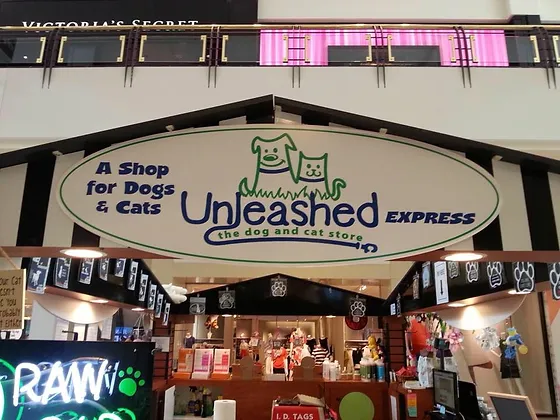 VICTORIA'S SECRET
A Shop
for Dogs
& Cats
Unleashed EXPRESS
the dog and cat store
RAW
I.D. TAGS